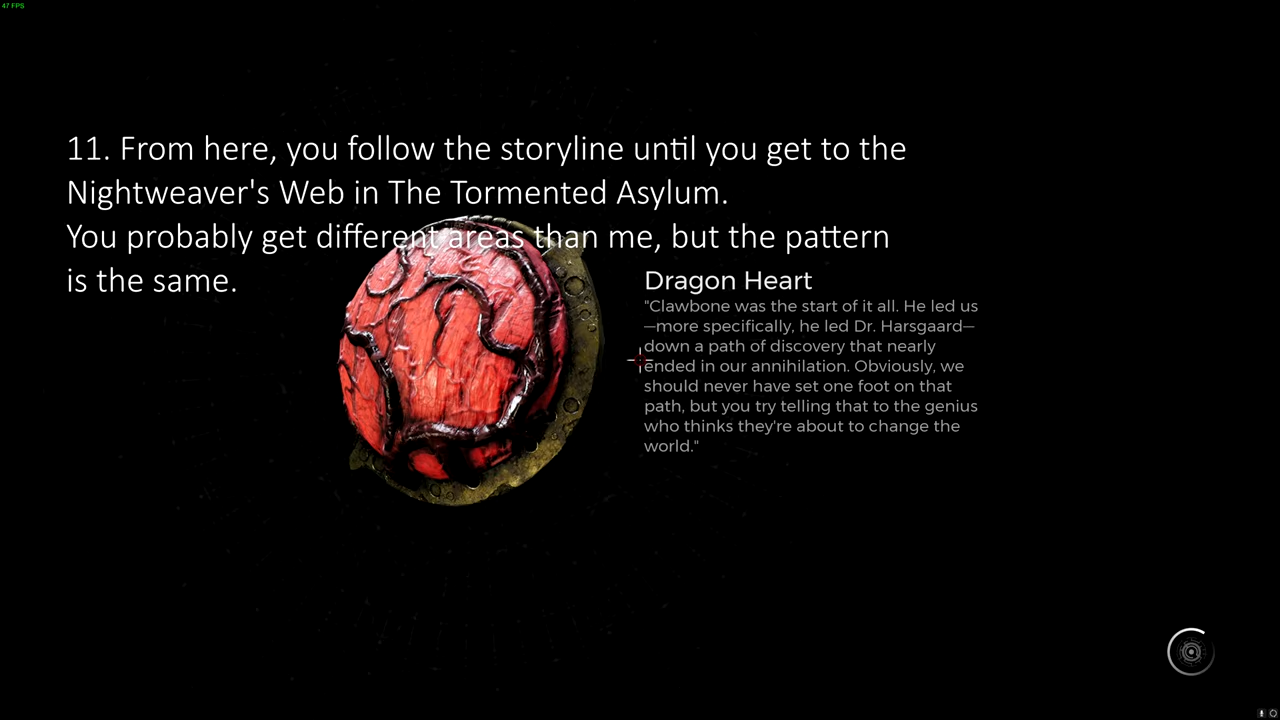 47 FPS
11. From here, you follow the storyline until you get to the
Nightweaver's Web in The Tormented Asylum.
You probably get different areas than me, but the pattern
is the same.
Dragon Heart
"Clawbone was the start of it all. He led us
—more specifically, he led Dr. Harsgaard—
down a path of discovery that nearly
ended in our annihilation. Obviously, we
should never have set one foot on that
path, but you try telling that to the genius
who thinks they're about to change the
world."